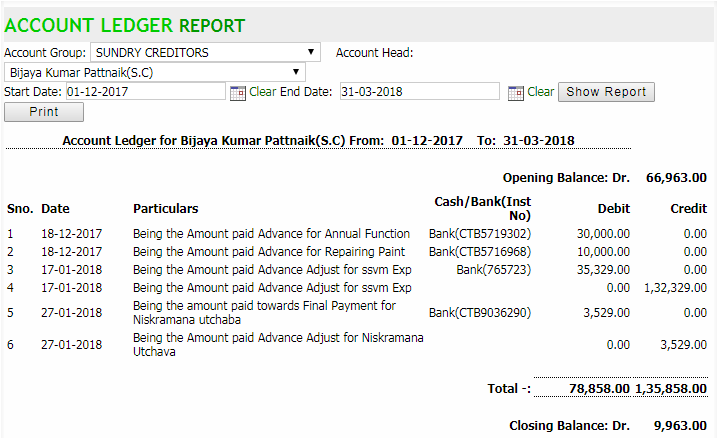 ACCOUNT LEDGER REPORT
Account Group: SUNDRY CREDITORS Account Head:
Bijaya Kumar Pattnaik(S.C)
Start Date: 01-12-2017 Clear End Date: 31-03-2018 Clear Show Report
Print
Account Ledger for Bijaya Kumar Pattnaik(S.C) From: 01-12-2017 To: 31-03-2018
Opening Balance: Dr. 66,963.00
Sno. Date Particulars Cash/Bank(Inst No) Debit Credit
1 18-12-2017 Being the Amount paid Advance for Annual Function Bank(CTB5719302) 30,000.00 0.00
2 18-12-2017 Being the Amount paid Advance for Repairing Paint Bank(CTB5716968) 10,000.00 0.00
3 17-01-2018 Being the Amount paid Advance Adjust for ssvm Exp Bank(765723) 35,329.00 0.00
4 17-01-2018 Being the Amount paid Advance Adjust for ssvm Exp 0.00 1,32,329.00
5 27-01-2018 Being the amount paid towards Final Payment for
Niskramana utchaba Bank(CTB9036290) 3,529.00 0.00
6 27-01-2018 Being the Amount paid Advance Adjust for Niskramana
Utchava 0.00 3,529.00
Total -: 78,858.00 1,35,858.00
Closing Balance: Dr. 9,963.00